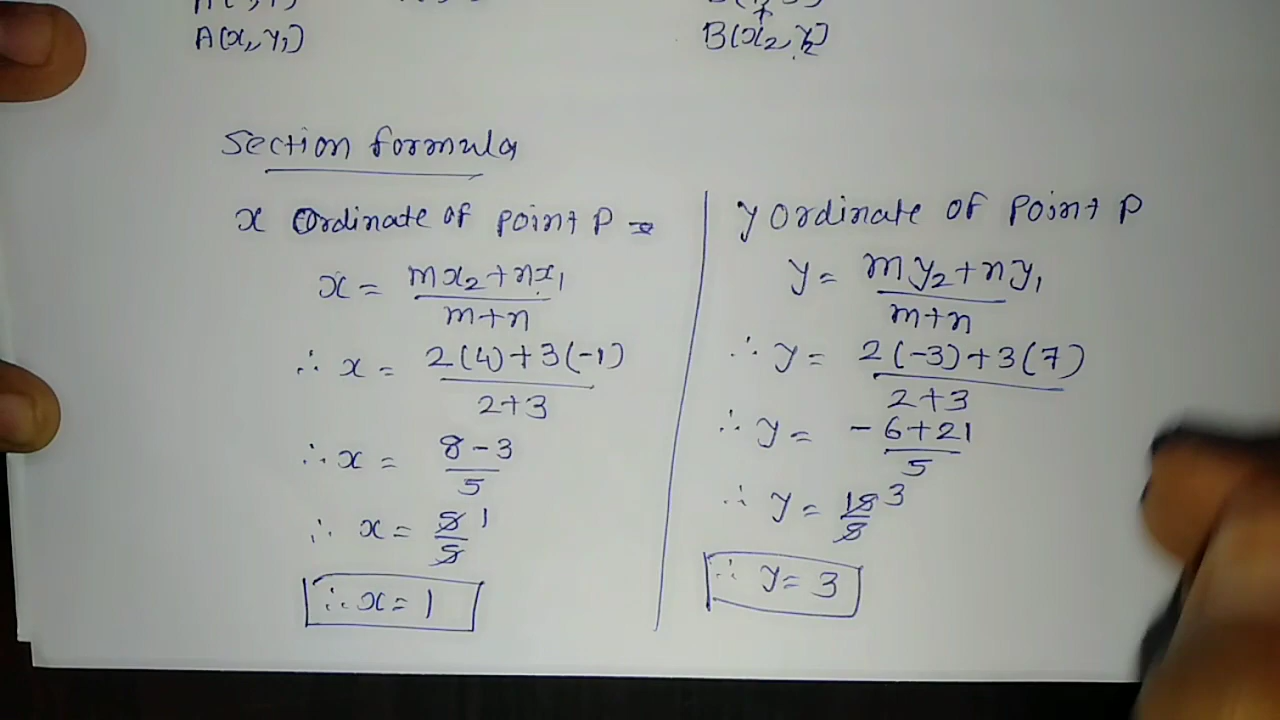 A(x1, y1)
B(x2, y2)
Section formula
x Oordinate of point P =
x = mx2 + nx1
m+n
∴ x = 2(4)+3(-1)
2+3
∴ x = 8-3
5
∴ x = 5 1
5
∴ x = 1
y Ordinate of Point P
y = my2 + ny1
m+n
∴ y = 2(-3)+3(7)
2+3
∴ y = -6+21
5
∴ y = 15 3
5
∴ y = 3